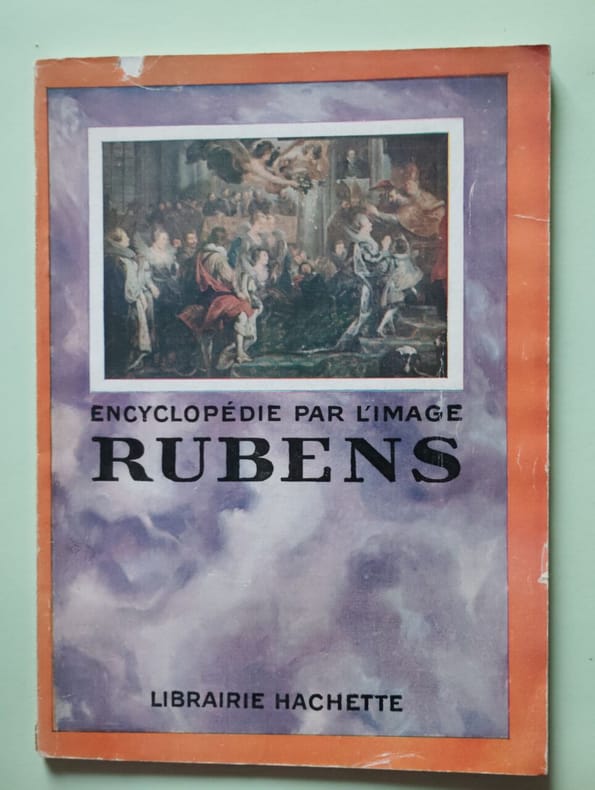 ENCYCLOPÉDIE PAR L'IMAGE
RUBENS
LIBRAIRIE HACHETTE